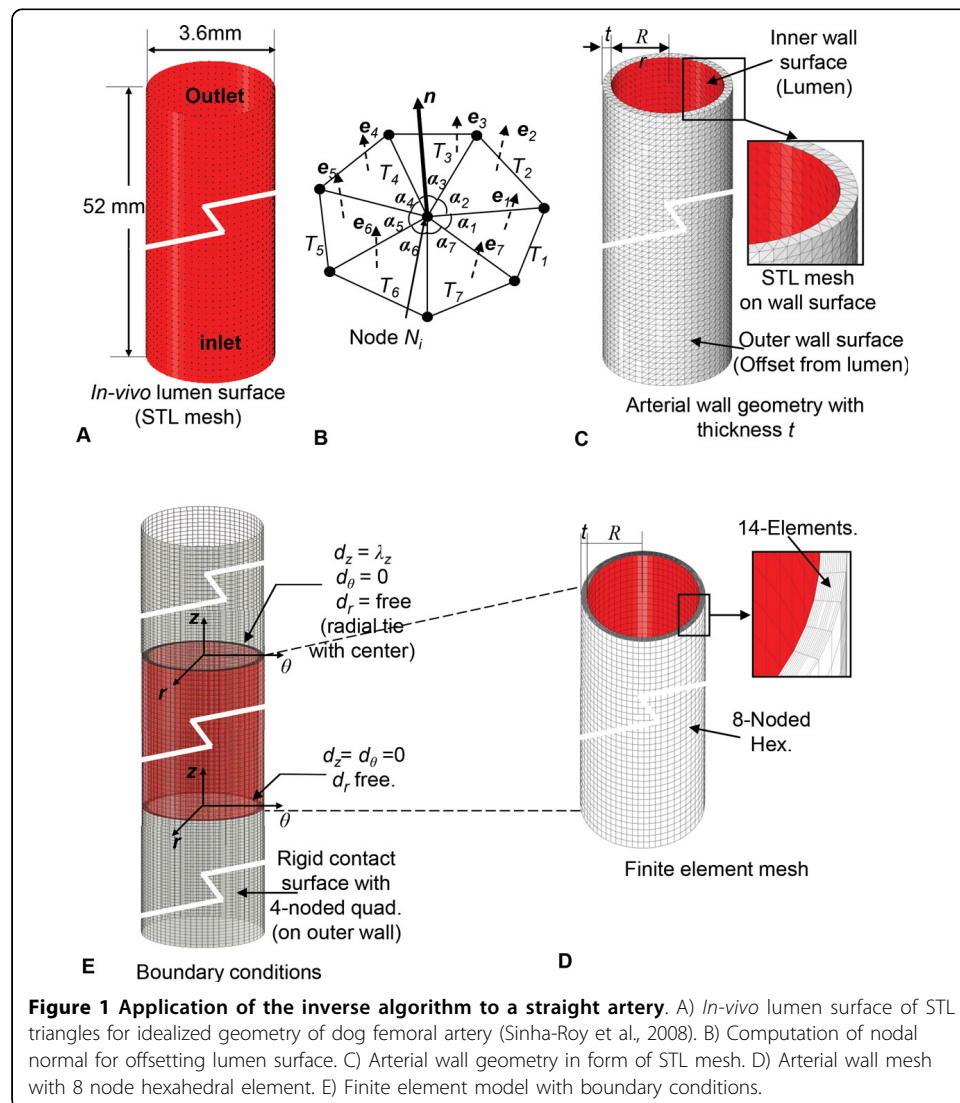 3.6mm
Outlet
52 mm
inlet
In-vivo lumen surface
(STL mesh)
A
n
e4
e3
e2
e5
T3
T2
T4
α3
α4
α2
e1
e6
α5
α1
T5
α6
α7
e7
T1
T6
T7
Node Ni
B
t
R
r
Inner wall
surface
(Lumen)
STL mesh
on wall surface
Outer wall surface
(Offset from lumen)
Arterial wall geometry with
thickness t
C
dz = λz
dθ = 0
dr = free
(radial tie
with center)
z
θ
r
dz= dθ=0
dr free.
z
θ
r
Rigid contact
surface with
4-noded quad.
(on outer wall)
E
Boundary conditions
t
R
14-Elements.
8-Noded
Hex.
Finite element mesh
D
Figure 1 Application of the inverse algorithm to a straight artery. A) In-vivo lumen surface of STL
triangles for idealized geometry of dog femoral artery (Sinha-Roy et al., 2008). B) Computation of nodal
normal for offsetting lumen surface. C) Arterial wall geometry in form of STL mesh. D) Arterial wall mesh
with 8 node hexahedral element. E) Finite element model with boundary conditions.